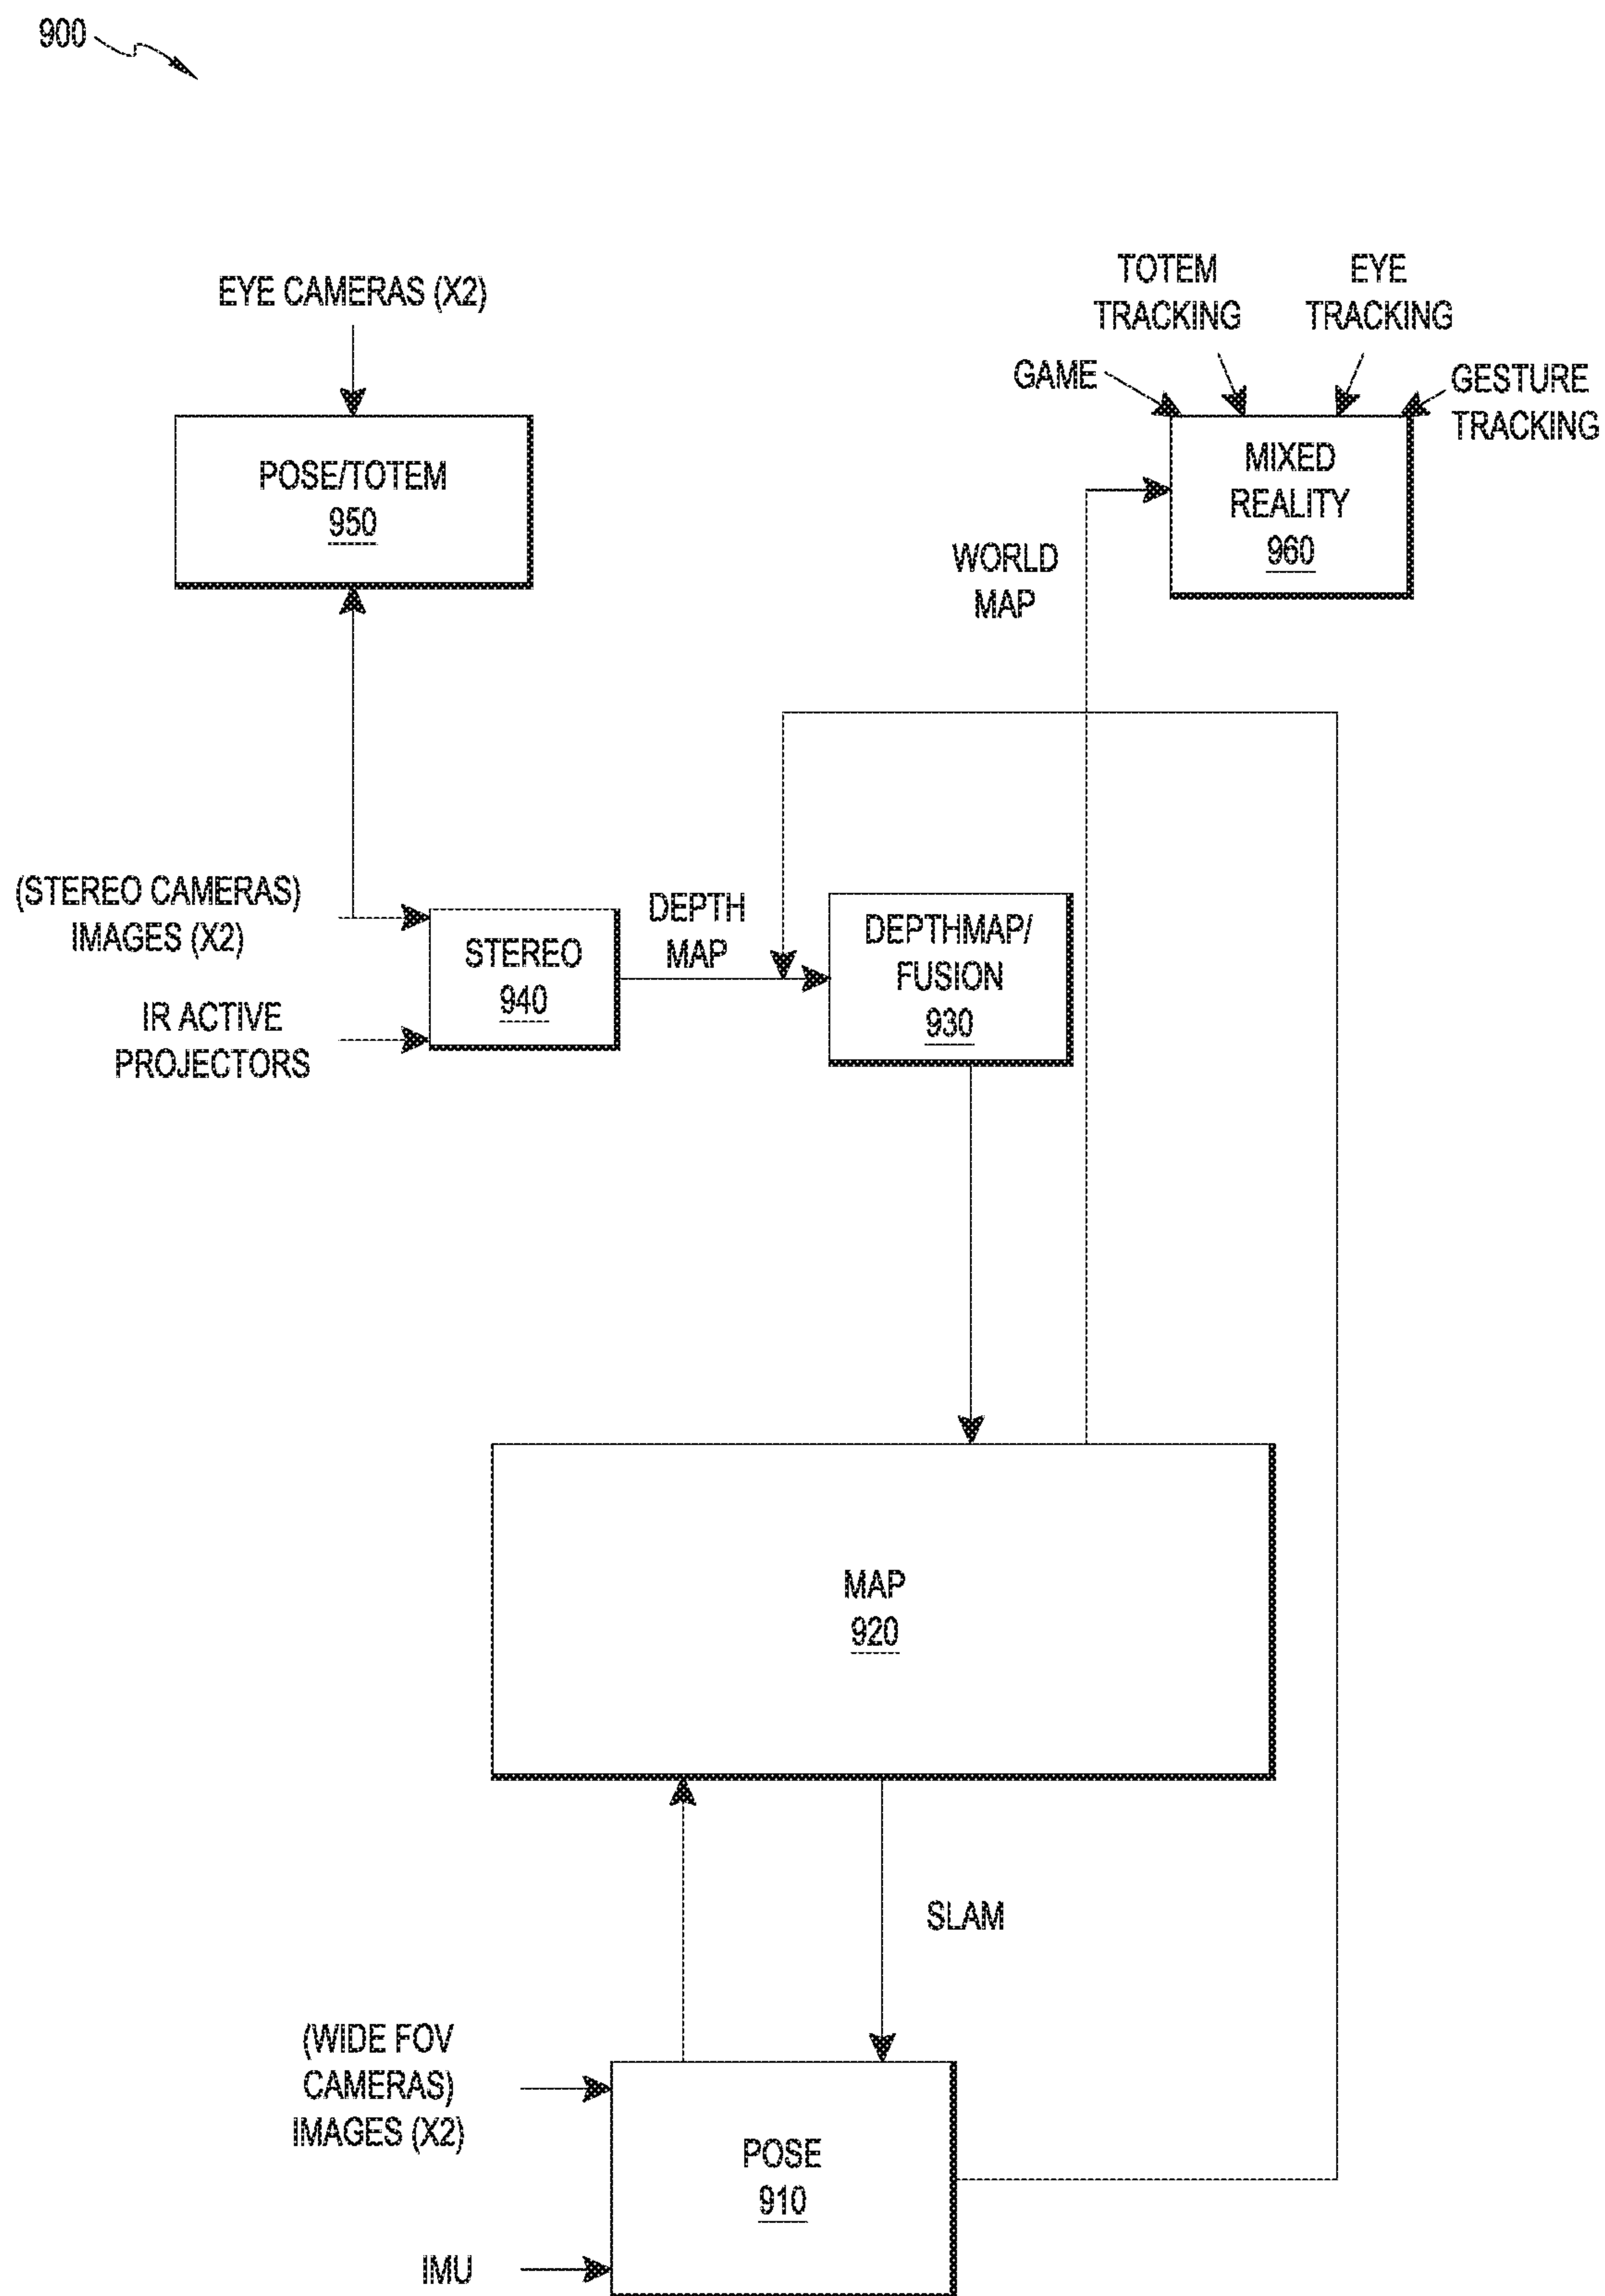 900
EYE CAMERAS (X2)
POSE/TOTEM
950
TOTEM
TRACKING
EYE
TRACKING
GAME
GESTURE
TRACKING
MIXED
REALITY
960
WORLD
MAP
(STEREO CAMERAS)
IMAGES (X2)
IR ACTIVE
PROJECTORS
STEREO
940
DEPTH
MAP
DEPTHMAP/
FUSION
930
MAP
920
SLAM
(WIDE FOV
CAMERAS)
IMAGES (X2)
IMU
POSE
910